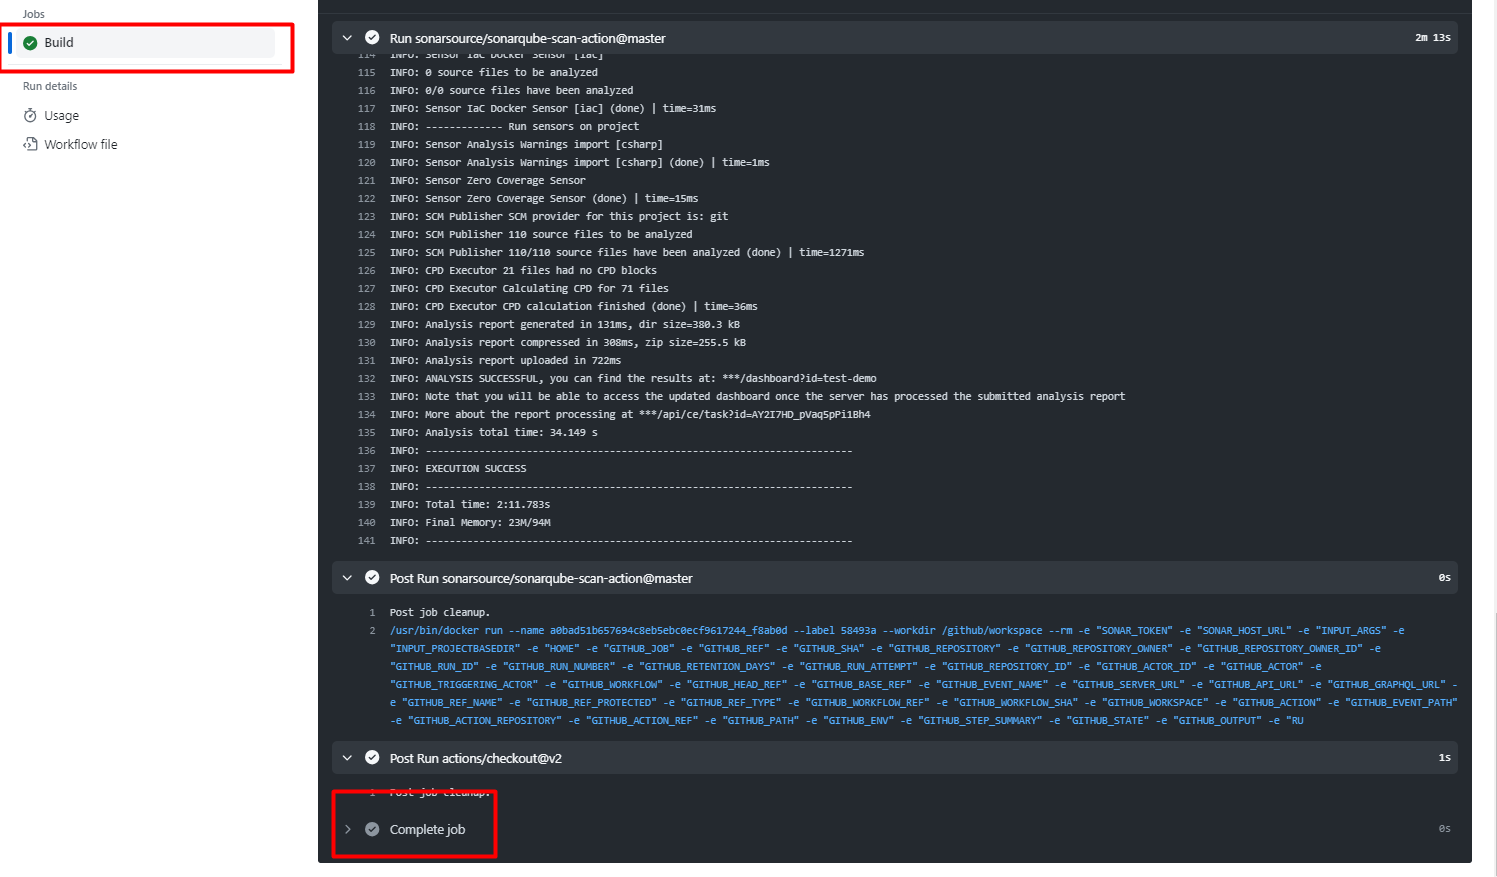 Jobs
Build
Run details
Usage
Workflow file
Run sonarsource/sonarqube-scan-action@master 2m 13s
114 INFO: Sensor IaC Docker Sensor [iac]
115 INFO: 0 source files to be analyzed
116 INFO: 0/0 source files have been analyzed
117 INFO: Sensor IaC Docker Sensor [iac] (done) | time=31ms
118 INFO: ------------- Run sensors on project
119 INFO: Sensor Analysis Warnings import [csharp]
120 INFO: Sensor Analysis Warnings import [csharp] (done) | time=1ms
121 INFO: Sensor Zero Coverage Sensor
122 INFO: Sensor Zero Coverage Sensor (done) | time=15ms
123 INFO: SCM Publisher SCM provider for this project is: git
124 INFO: SCM Publisher 110 source files to be analyzed
125 INFO: SCM Publisher 110/110 source files have been analyzed (done) | time=1271ms
126 INFO: CPD Executor 21 files had no CPD blocks
127 INFO: CPD Executor Calculating CPD for 71 files
128 INFO: CPD Executor CPD calculation finished (done) | time=36ms
129 INFO: Analysis report generated in 131ms, dir size=380.3 kB
130 INFO: Analysis report compressed in 308ms, zip size=255.5 kB
131 INFO: Analysis report uploaded in 722ms
132 INFO: ANALYSIS SUCCESSFUL, you can find the results at: ***/dashboard?id=test-demo
133 INFO: Note that you will be able to access the updated dashboard once the server has processed the submitted analysis report
134 INFO: More about the report processing at ***/api/ce/task?id=AY2I7HD_pVaq5pPi1Bh4
135 INFO: Analysis total time: 34.149 s
136 INFO: ------------------------------------------------------------------------
137 INFO: EXECUTION SUCCESS
138 INFO: ------------------------------------------------------------------------
139 INFO: Total time: 2:11.783s
140 INFO: Final Memory: 23M/94M
141 INFO: ------------------------------------------------------------------------
Post Run sonarsource/sonarqube-scan-action@master 0s
1 Post job cleanup.
2 /usr/bin/docker run --name a0bad51b657694c8eb5ebc0ecf9617244_f8ab0d --label 58493a --workdir /github/workspace --rm -e "SONAR_TOKEN" -e "SONAR_HOST_URL" -e "INPUT_ARGS" -e
"INPUT_PROJECTBASEDIR" -e "HOME" -e "GITHUB_JOB" -e "GITHUB_REF" -e "GITHUB_SHA" -e "GITHUB_REPOSITORY" -e "GITHUB_REPOSITORY_OWNER" -e "GITHUB_REPOSITORY_OWNER_ID" -e
"GITHUB_RUN_ID" -e "GITHUB_RUN_NUMBER" -e "GITHUB_RETENTION_DAYS" -e "GITHUB_RUN_ATTEMPT" -e "GITHUB_REPOSITORY_ID" -e "GITHUB_ACTOR_ID" -e "GITHUB_ACTOR" -e
"GITHUB_TRIGGERING_ACTOR" -e "GITHUB_WORKFLOW" -e "GITHUB_HEAD_REF" -e "GITHUB_BASE_REF" -e "GITHUB_EVENT_NAME" -e "GITHUB_SERVER_URL" -e "GITHUB_API_URL" -e "GITHUB_GRAPHQL_URL" -
e "GITHUB_REF_NAME" -e "GITHUB_REF_PROTECTED" -e "GITHUB_REF_TYPE" -e "GITHUB_WORKFLOW_REF" -e "GITHUB_WORKFLOW_SHA" -e "GITHUB_WORKSPACE" -e "GITHUB_ACTION" -e "GITHUB_EVENT_PATH"
-e "GITHUB_ACTION_REPOSITORY" -e "GITHUB_ACTION_REF" -e "GITHUB_PATH" -e "GITHUB_ENV" -e "GITHUB_STEP_SUMMARY" -e "GITHUB_STATE" -e "GITHUB_OUTPUT" -e "RU
Post Run actions/checkout@v2 1s
1 Post job cleanup.
Complete job 0s